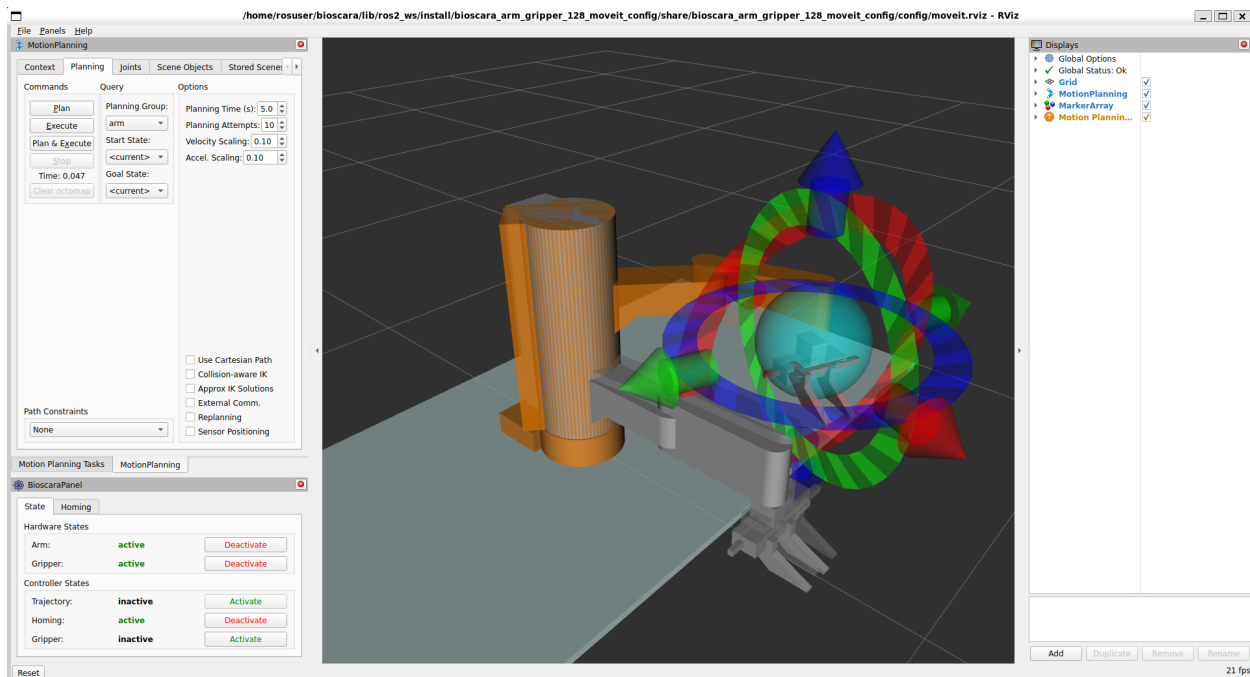 /home/rosuser/bioscara/lib/ros2_ws/install/bioscara_arm_gripper_128_moveit_config/share/bioscara_arm_gripper_128_moveit_config/config/moveit.rviz - RViz
File Panels Help
MotionPlanning
Context Planning Joints Scene Objects Stored Scenes
Commands Query Options
Plan
Execute
Plan & Execute
Stop
Time: 0.047
Clear octomap
Planning Group:
arm
Start State:
<current>
Goal State:
<current>
Planning Time (s): 5.0
Planning Attempts: 10
Velocity Scaling: 0.10
Accel. Scaling: 0.10
Use Cartesian Path
Collision-aware IK
Approx IK Solutions
External Comm.
Replanning
Sensor Positioning
Path Constraints
None
Motion Planning Tasks MotionPlanning
BioscaraPanel
State Homing
Hardware States
Arm: active Deactivate
Gripper: active Deactivate
Controller States
Trajectory: inactive Activate
Homing: active Deactivate
Gripper: inactive Activate
Reset
Displays
Global Options
Global Status: Ok
Grid
MotionPlanning
MarkerArray
Motion Plannin...
Add Duplicate Remove Rename
21 fps